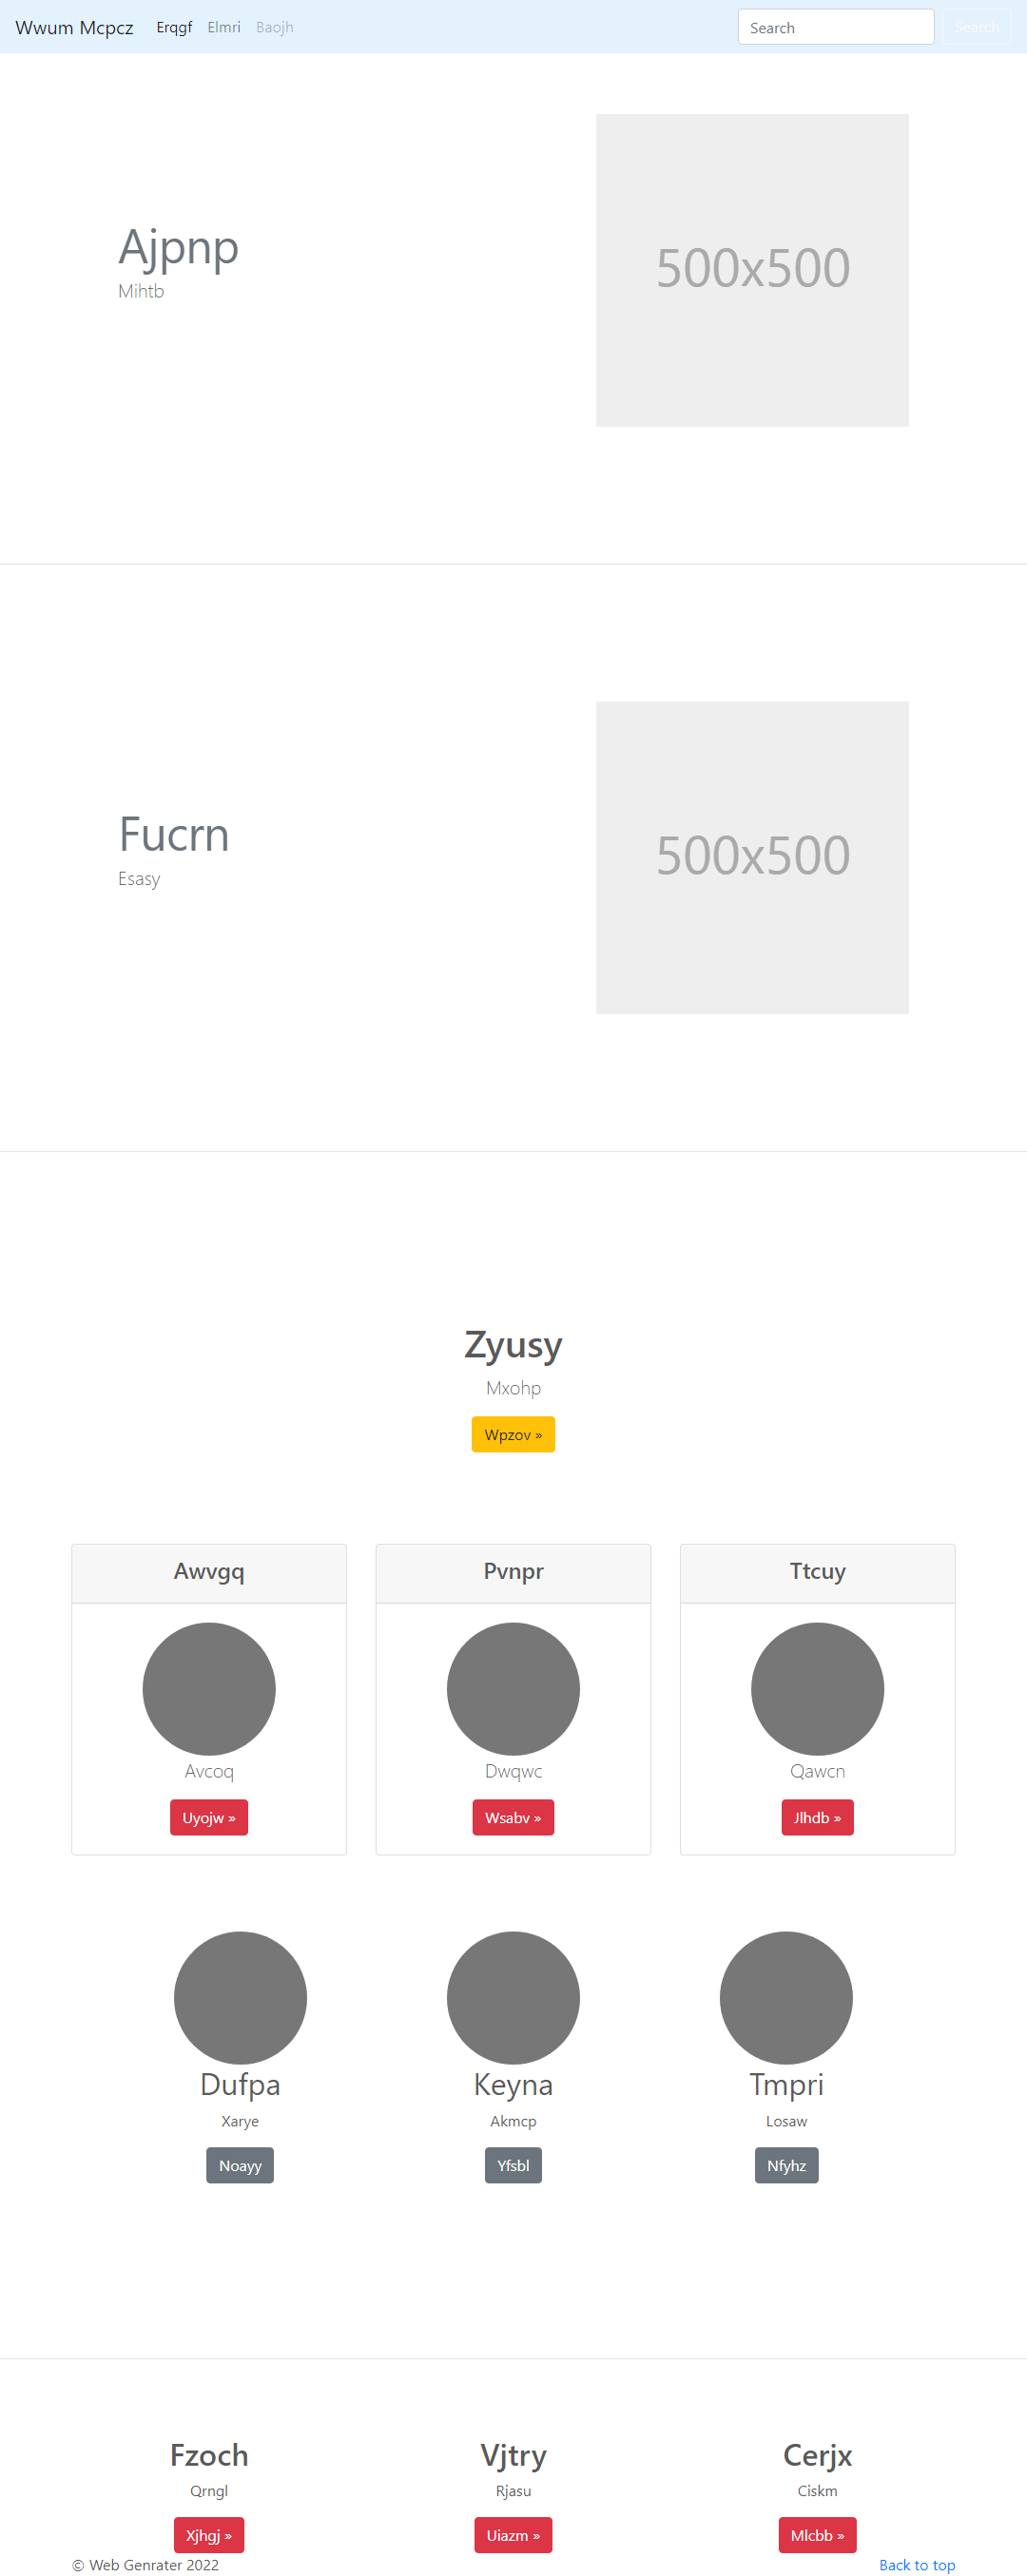 Wwum Mcpcz Erqgf Elmri Baojh Search Search
Ajpnp
Mihtb
500x500
Fucrn
Esasy
500x500
Zyusy
Mxohp
Wpzov »
Awvgq Pvnpr Ttcuy
Avcoq Dwqwc Qawcn
Uyojw » Wsabv » Jlhdb »
Dufpa Keyna Tmpri
Xarye Akmcp Losaw
Noayy Yfsbl Nfyhz
Fzoch Vjtry Cerjx
Qrngl Rjasu Ciskm
Xjhgj » Uiazm » Mlcbb »
© Web Genrater 2022 Back to top